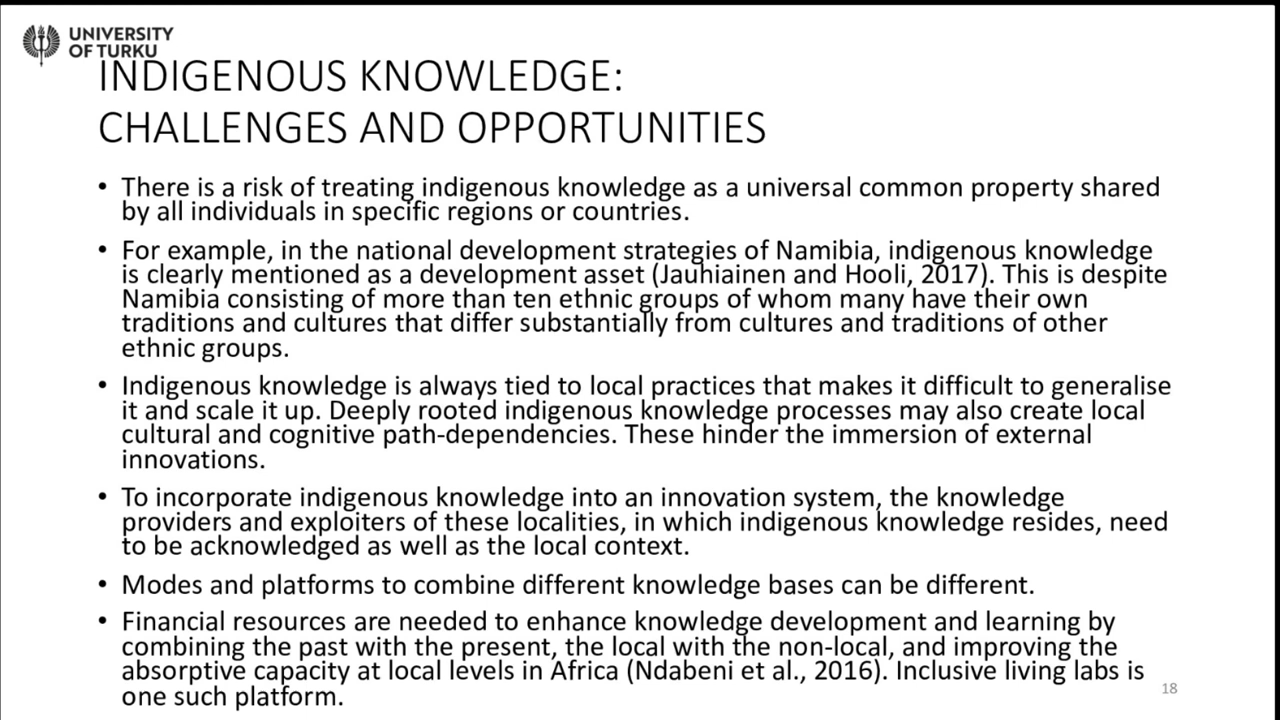 UNIVERSITY
OF TURKU
INDIGENOUS KNOWLEDGE:
CHALLENGES AND OPPORTUNITIES
• There is a risk of treating indigenous knowledge as a universal common property shared
by all individuals in specific regions or countries.
• For example, in the national development strategies of Namibia, indigenous knowledge
is clearly mentioned as a development asset (Jauhiainen and Hooli, 2017). This is despite
Namibia consisting of more than ten ethnic groups of whom many have their own
traditions and cultures that differ substantially from cultures and traditions of other
ethnic groups.
• Indigenous knowledge is always tied to local practices that makes it difficult to generalise
it and scale it up. Deeply rooted indigenous knowledge processes may also create local
cultural and cognitive path-dependencies. These hinder the immersion of external
innovations.
• To incorporate indigenous knowledge into an innovation system, the knowledge
providers and exploiters of these localities, in which indigenous knowledge resides, need
to be acknowledged as well as the local context.
• Modes and platforms to combine different knowledge bases can be different.
• Financial resources are needed to enhance knowledge development and learning by
combining the past with the present, the local with the non-local, and improving the
absorptive capacity at local levels in Africa (Ndabeni et al., 2016). Inclusive living labs is
one such platform.
18